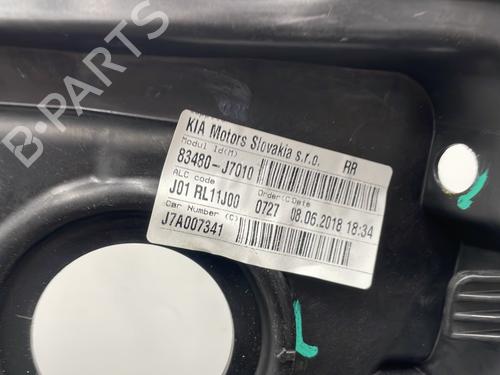 KIA Motors Slovakia s.r.o. RR
Modul Id(M)
83480-J7010
ALC code
J01 RL11J00
Order(C)Date
0727 08.06.2018 18:34
Car Number (C)
J7A007341
B-PARTS